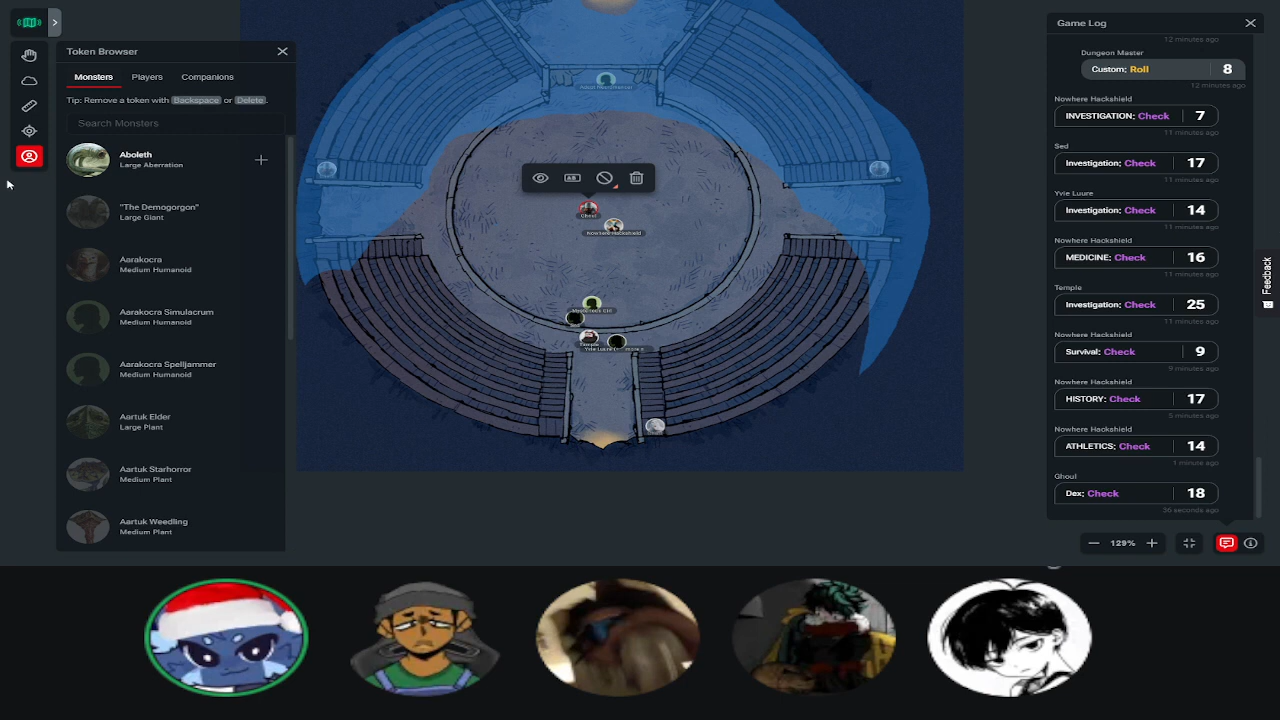 Token Browser
Monsters
Players
Companions
Tip: Remove a token with Backspace or Delete.
Search Monsters
Aboleth
Large Aberration
"The Demogorgon"
Large Giant
Aarakocra
Medium Humanoid
Aarakocra Simulacrum
Medium Humanoid
Aarakocra Spelljammer
Medium Humanoid
Aartuk Elder
Large Plant
Aartuk Starhorror
Medium Plant
Aartuk Weedling
Medium Plant
Ghoul
Nowhere Hackshield
Temple
Yvie Luure
129%
Game Log
12 minutes ago
Dungeon Master
Custom: Roll 8
12 minutes ago
Nowhere Hackshield
INVESTIGATION: Check 7
11 minutes ago
Sed
Investigation: Check 17
11 minutes ago
Yvie Luure
Investigation: Check 14
11 minutes ago
Nowhere Hackshield
MEDICINE: Check 16
11 minutes ago
Temple
Investigation: Check 25
11 minutes ago
Nowhere Hackshield
Survival: Check 9
9 minutes ago
Nowhere Hackshield
HISTORY: Check 17
5 minutes ago
Nowhere Hackshield
ATHLETICS: Check 14
1 minute ago
Ghoul
Dex: Check 18
36 seconds ago
Feedback